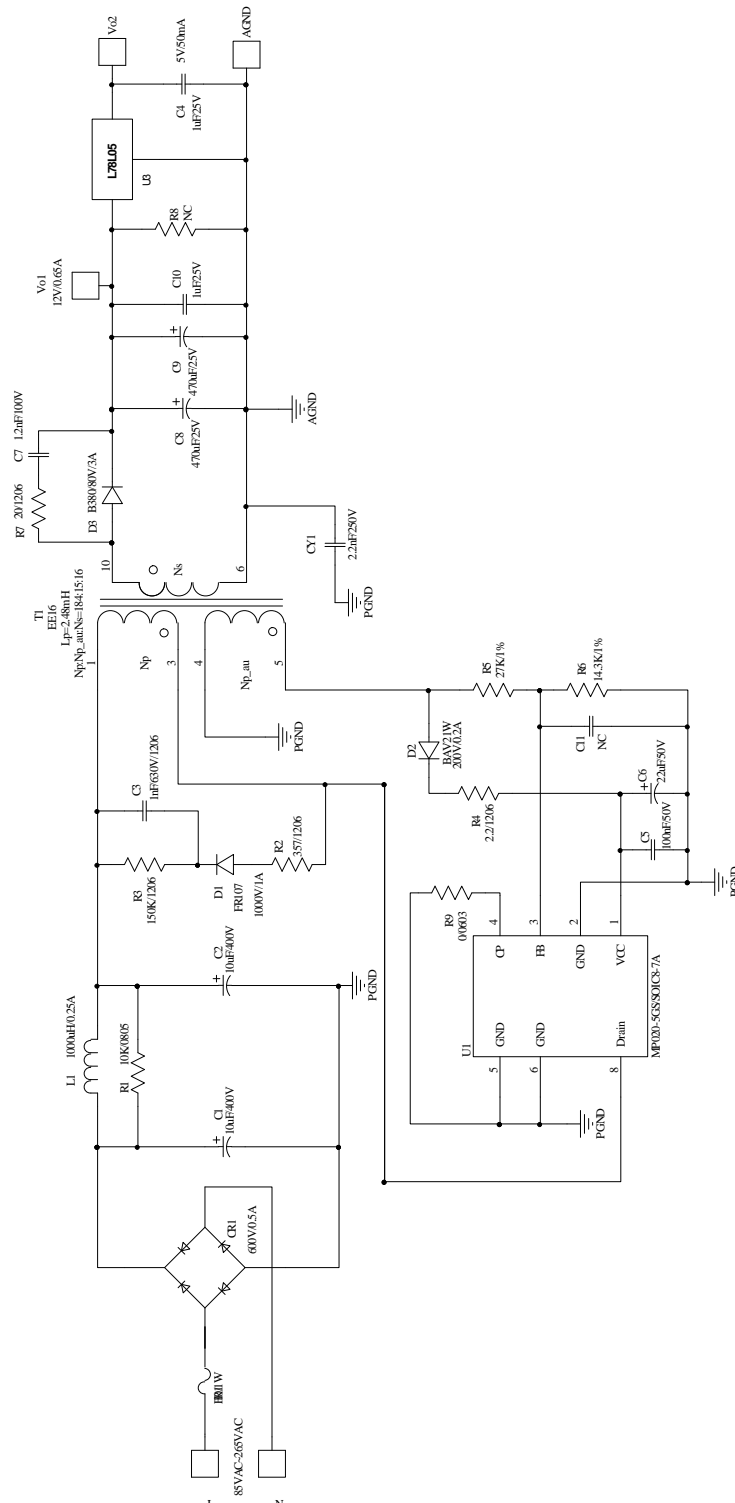 85VAC~265VAC
CR1
600V/0.5A
L1
1000uH/0.25A
R1
10K/0805
C1
10uF/400V
C2
10uF/400V
PGND
R3
150K/1206
C3
1nF/630V/1206
D1
FR107
1000V/1A
R2
357/1206
T1
EE16
Lp=2.48mH
Np:Np_au:Ns=184:15:16
1
Np
3
4
Np_au
5
PGND
10
Ns
6
R7
20/1206
C7
1.2nF/100V
D3
B380/80V/3A
CY1
2.2nF/250V
PGND
C8
470uF/25V
C9
470uF/25V
C10
1uF/25V
AGND
Vo1
12V/0.65A
R8
NC
L78L05
U3
C4
1uF/25V
Vo2
5V/50mA
AGND
U1
GND
5
GND
6
Drain
8
CP
4
FB
3
GND
2
VCC
1
MP020-5GS/SOIC8-7A
PGND
R9
0/0603
D2
BAV21W
200V/0.2A
R4
2.2/1206
R5
27K/1%
R6
14.3K/1%
C11
NC
C5
100nF/50V
C6
22uF/50V
PGND